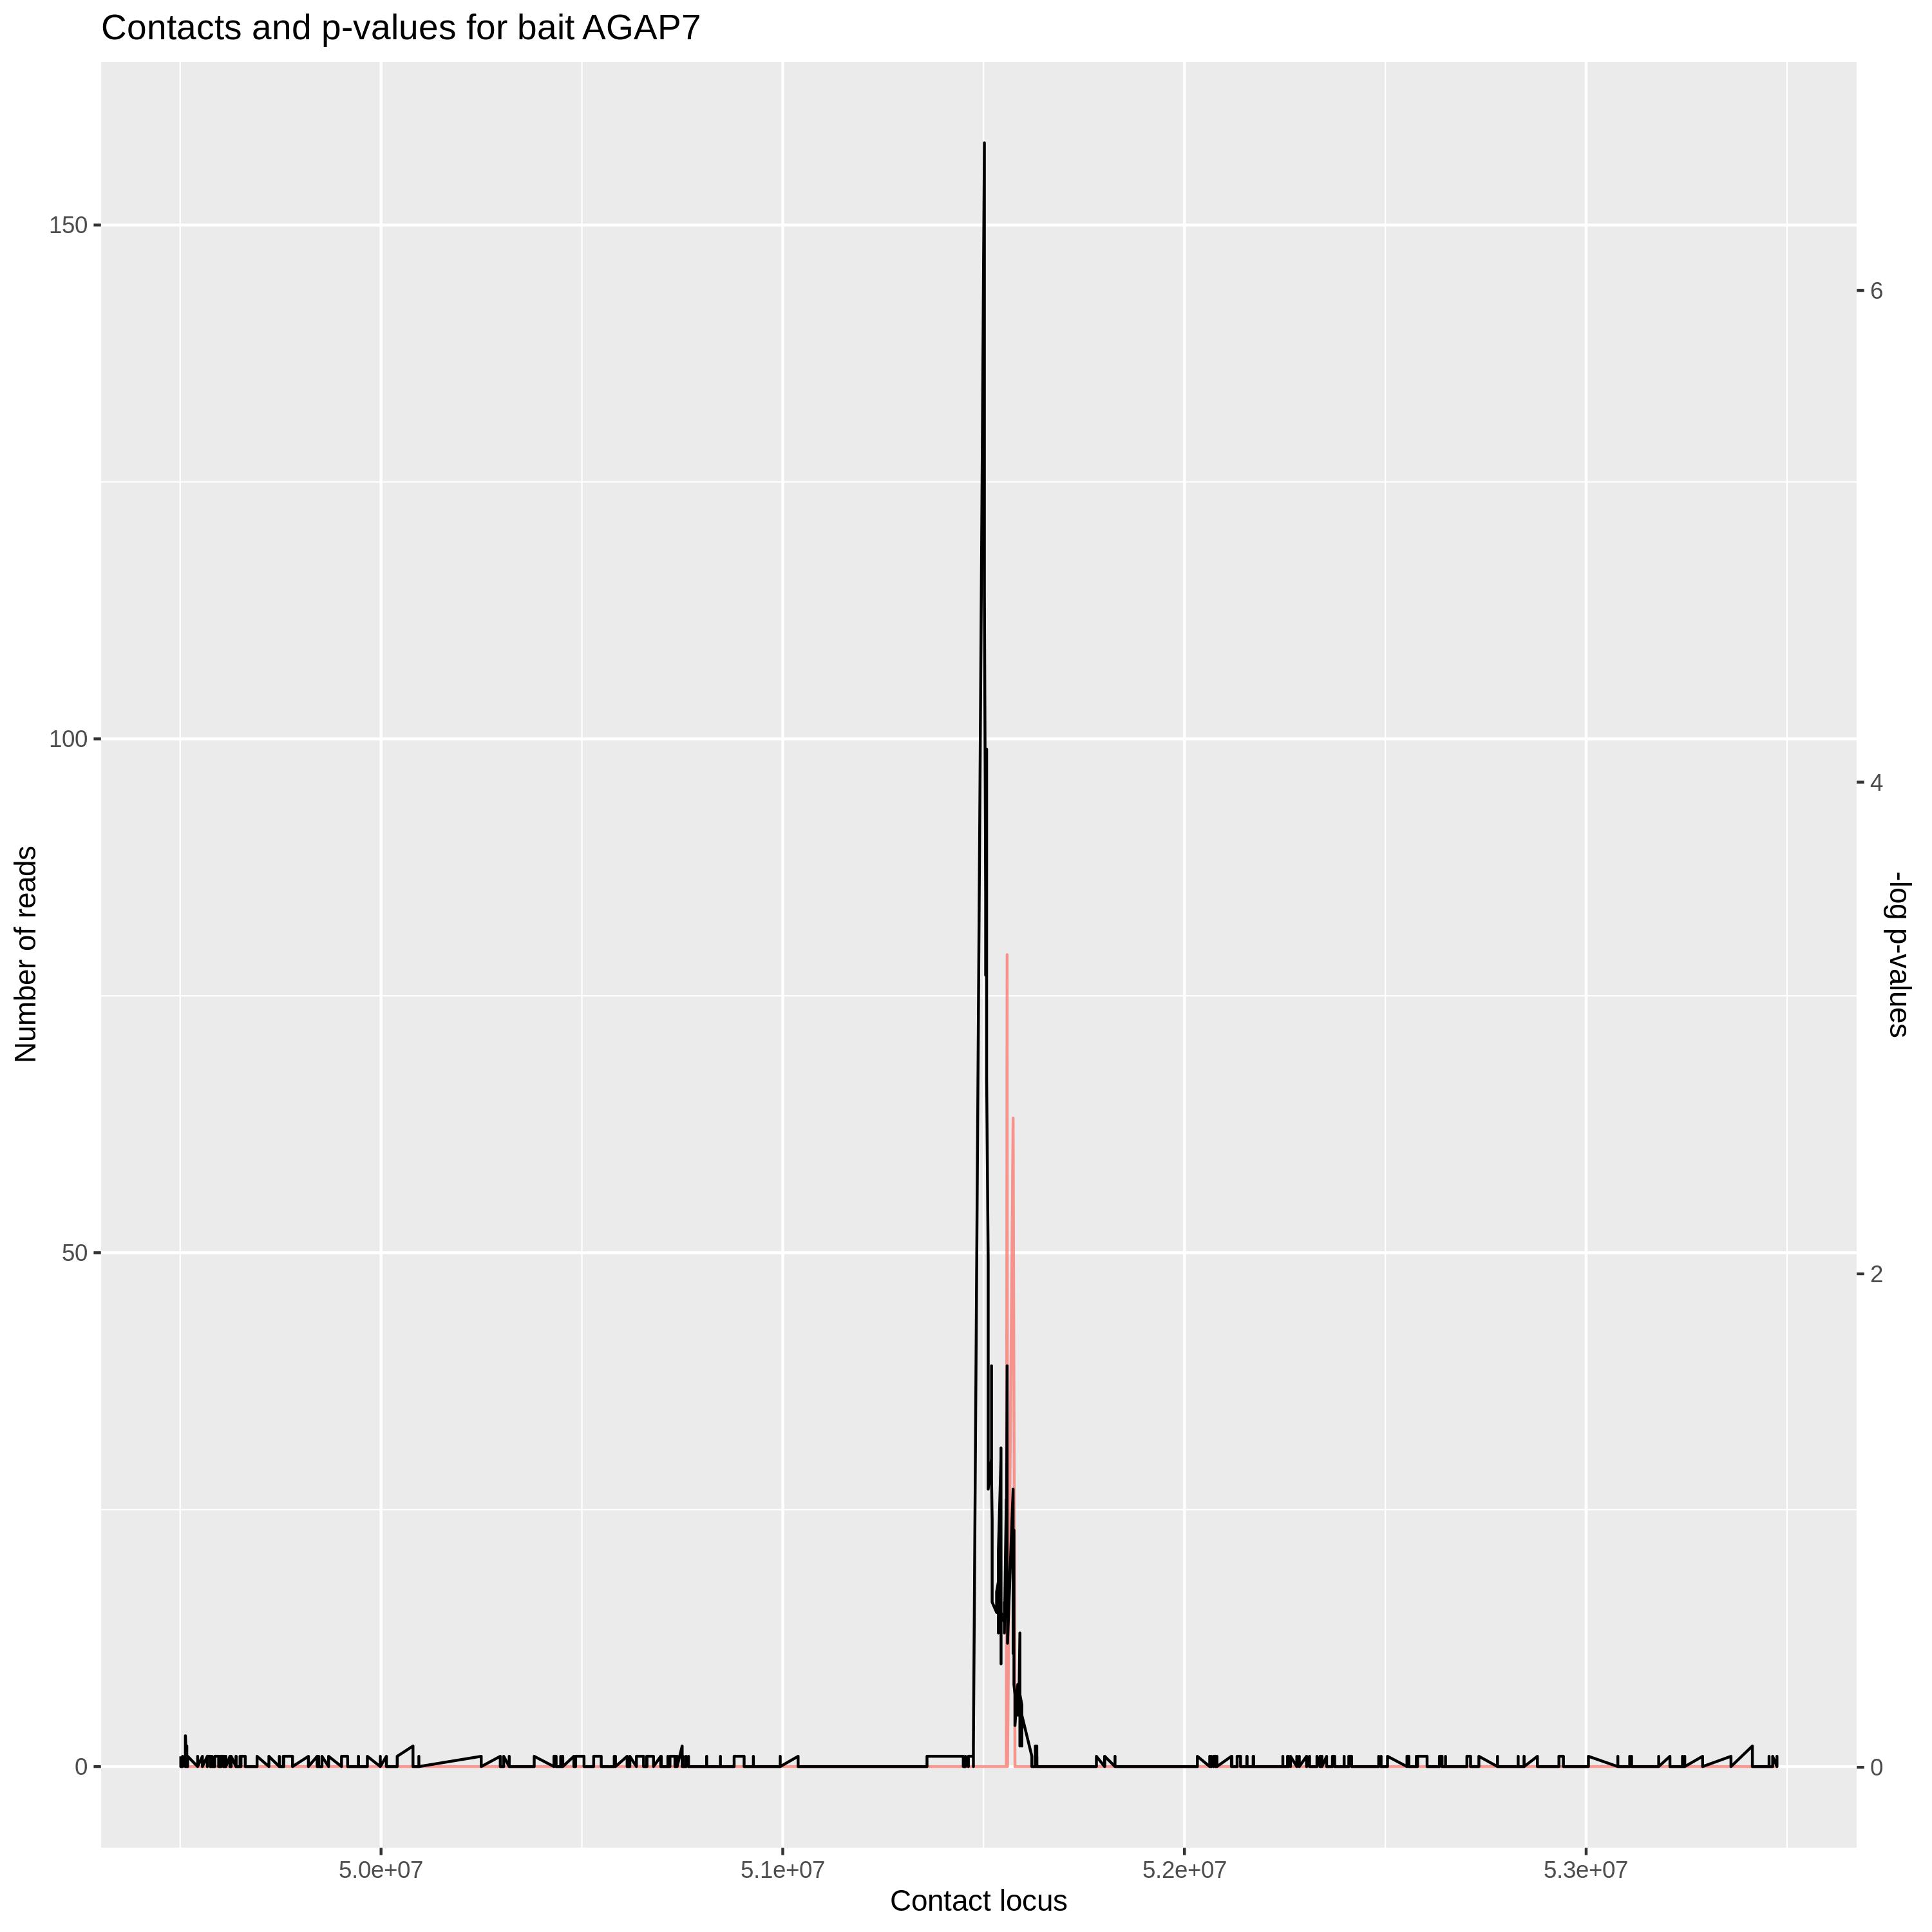 Contacts and p-values for bait AGAP7
150
100
50
0
Number of reads
6
4
2
0
-log p-values
5.0e+07
5.1e+07
5.2e+07
5.3e+07
Contact locus